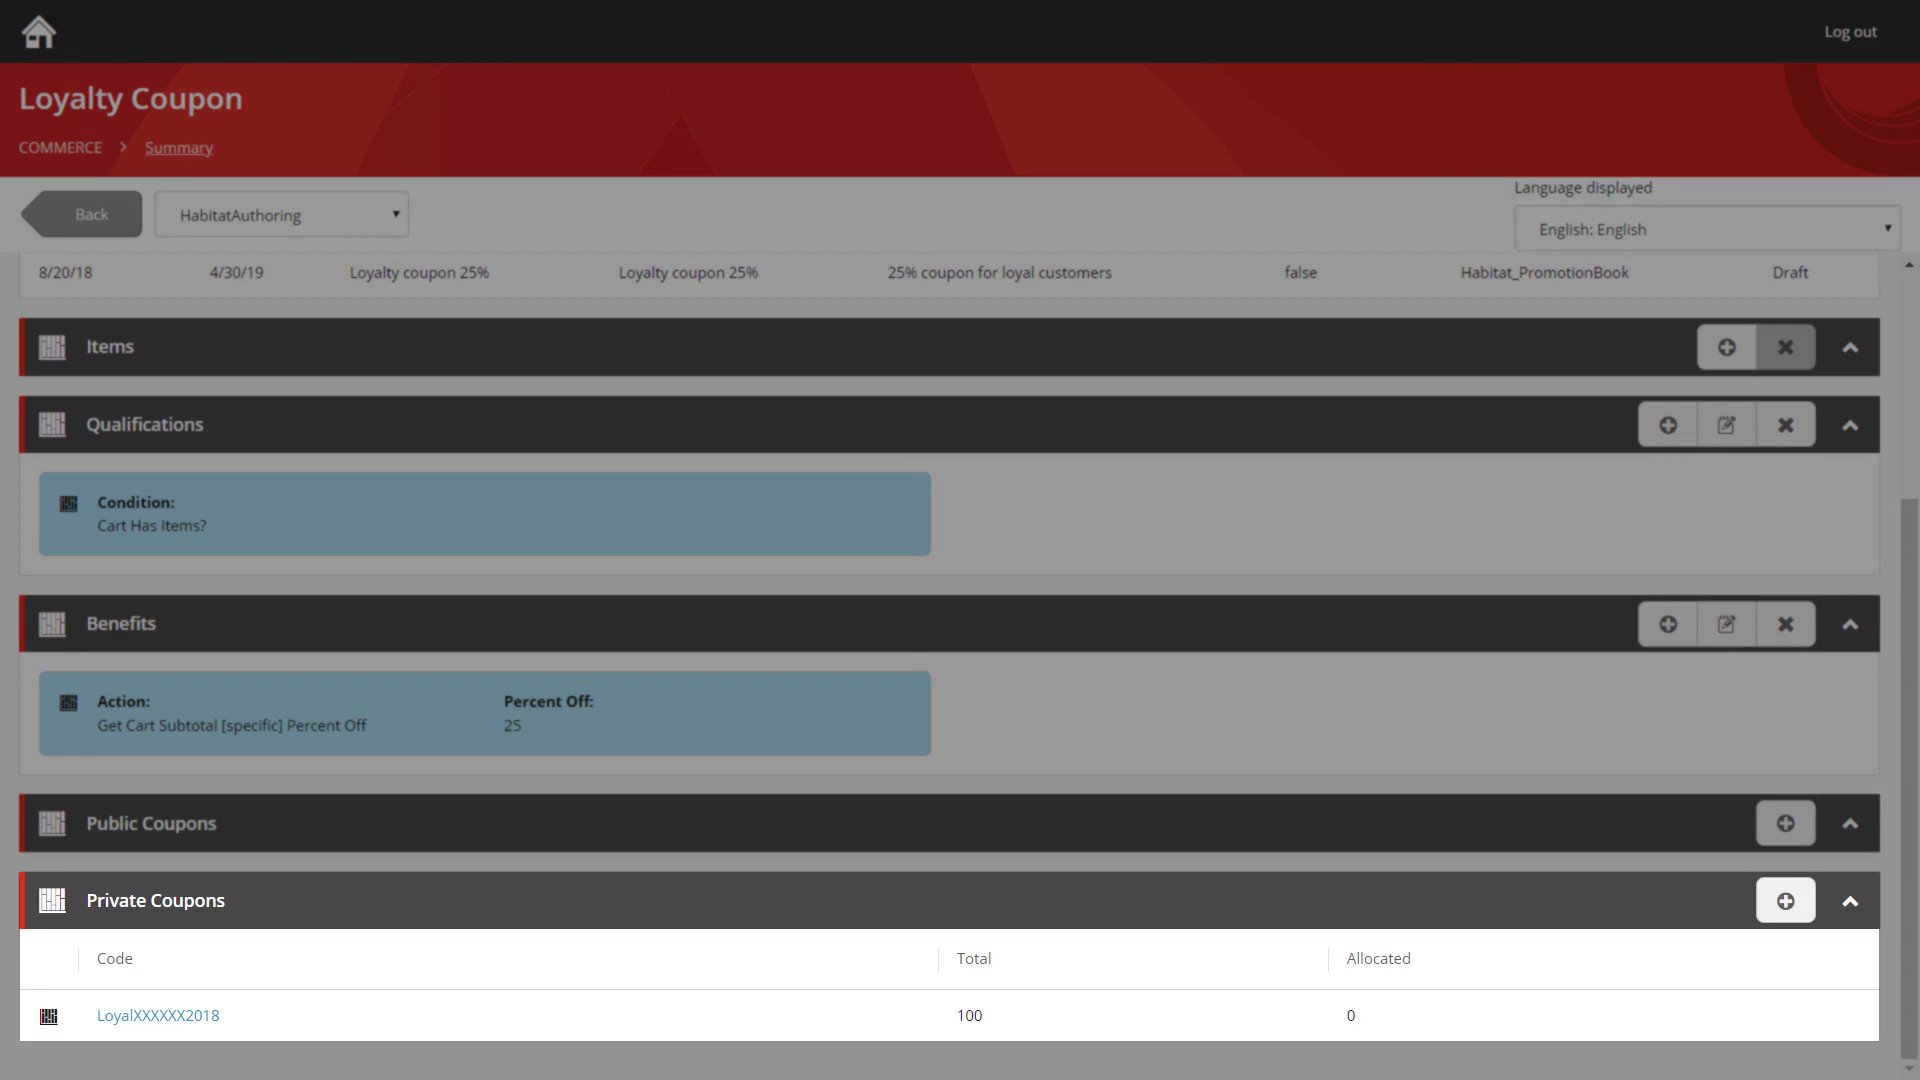 Log out
Loyalty Coupon
COMMERCE > Summary
Language displayed
Back
HabitatAuthoring
English: English
8/20/18 4/30/19 Loyalty coupon 25% Loyalty coupon 25% 25% coupon for loyal customers false Habitat_PromotionBook Draft
Items
Qualifications
Condition:
Cart Has Items?
Benefits
Action: Percent Off:
Get Cart Subtotal [specific] Percent Off 25
Public Coupons
Private Coupons
Code Total Allocated
LoyalXXXXXX2018 100 0